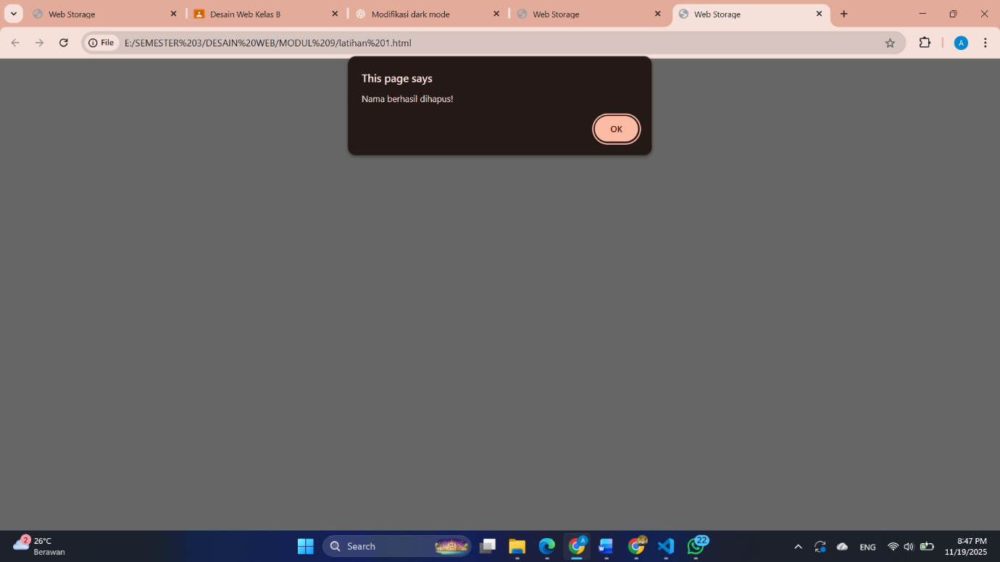 Web Storage
Desain Web Kelas B
Modifikasi dark mode
Web Storage
Web Storage
File
E:/SEMESTER%203/DESAIN%20WEB/MODUL%209/latihan%201.html
A
This page says
Nama berhasil dihapus!
OK
2
26°C
Berawan
Search
A
W
22
ENG
8:47 PM
11/19/2025